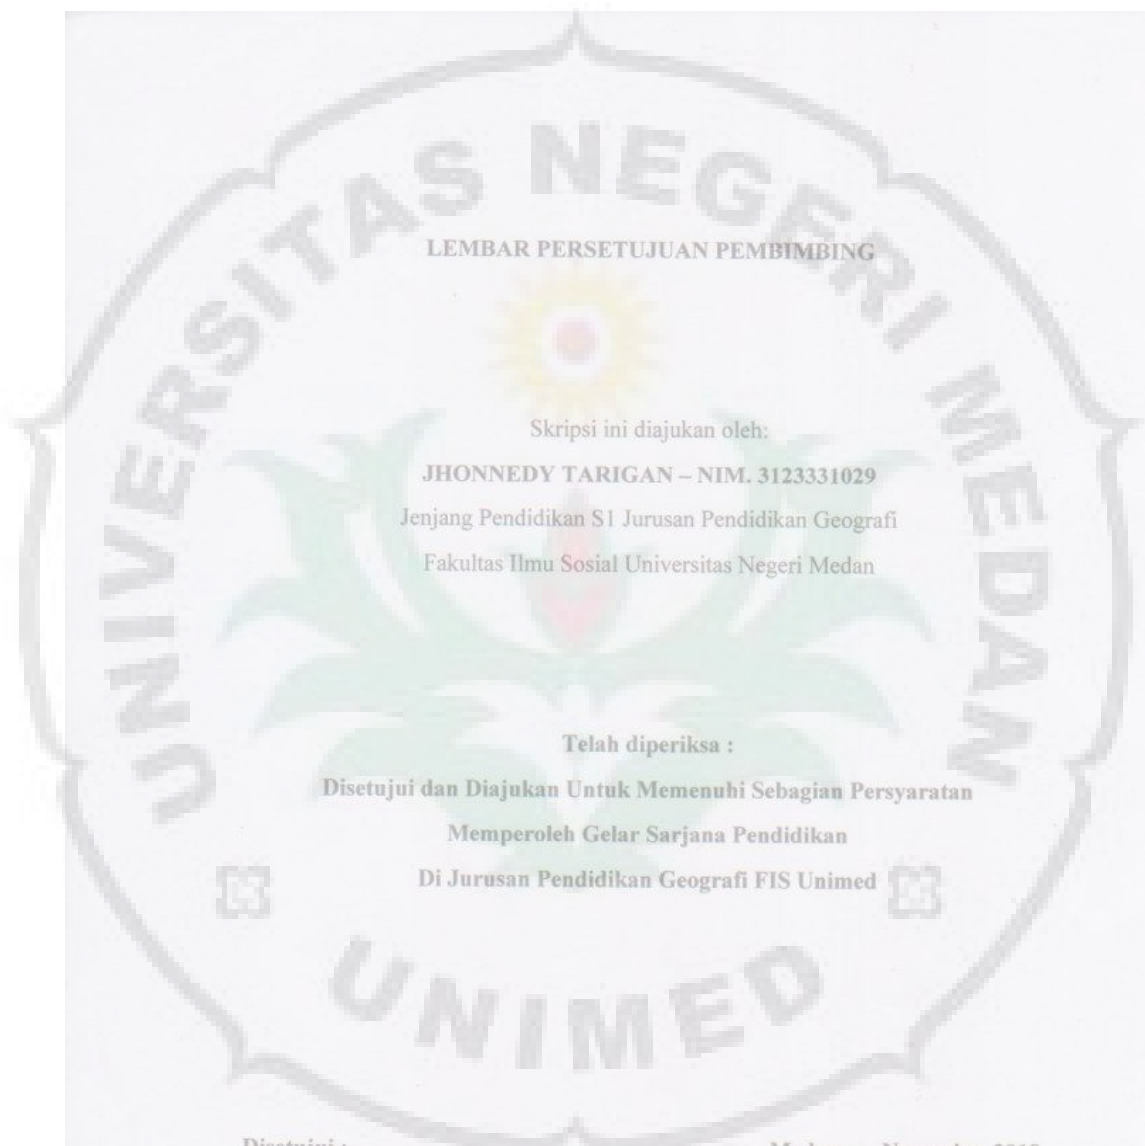 UNIVERSITAS NEGERI MEDAN
LEMBAR PERSETUJUAN PEMBIMBING
Skripsi ini diajukan oleh:
JHONNEDY TARIGAN – NIM. 3123331029
Jenjang Pendidikan S1 Jurusan Pendidikan Geografi
Fakultas Ilmu Sosial Universitas Negeri Medan
Telah diperiksa :
Disetujui dan Diajukan Untuk Memenuhi Sebagian Persyaratan
Memperoleh Gelar Sarjana Pendidikan
Di Jurusan Pendidikan Geografi FIS Unimed
UNIMED
Disetujui :